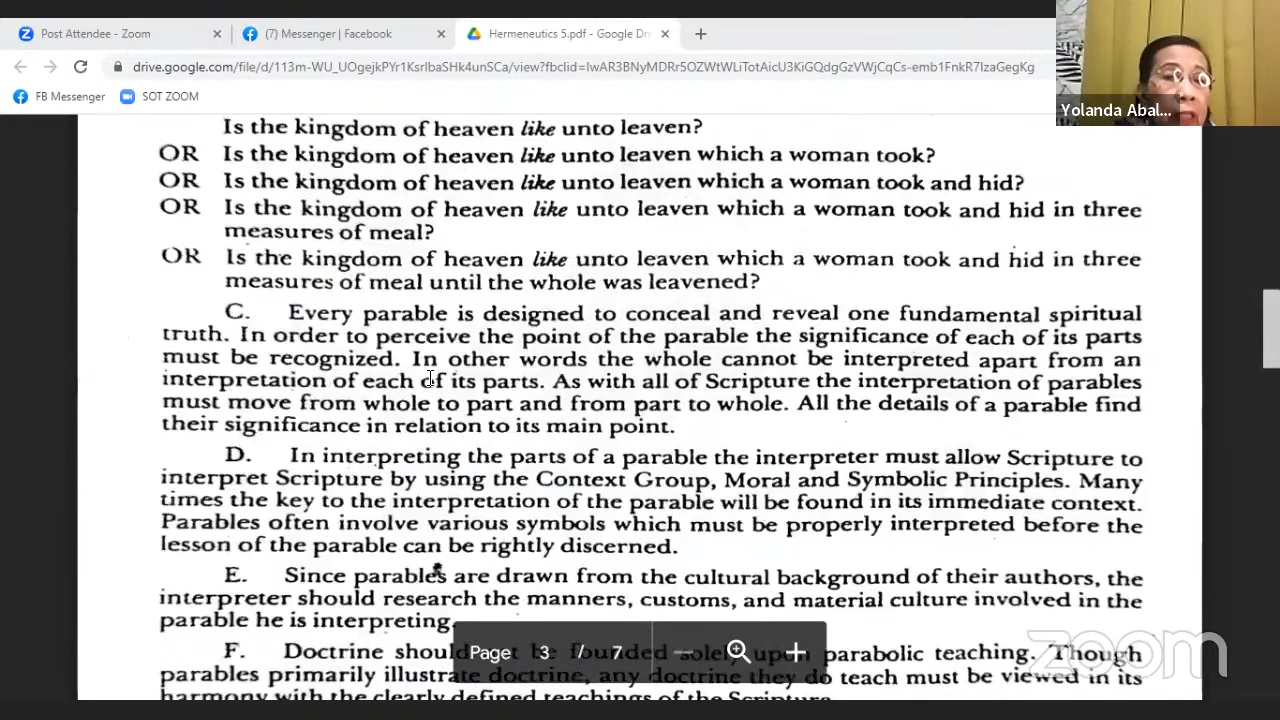 Post Attendee - Zoom
(7) Messenger | Facebook
Hermeneutics 5.pdf - Google Dri
FB Messenger
SOT ZOOM
Yolanda Abal...
Is the kingdom of heaven like unto leaven?
OR Is the kingdom of heaven like unto leaven which a woman took?
OR Is the kingdom of heaven like unto leaven which a woman took and hid?
OR Is the kingdom of heaven like unto leaven which a woman took and hid in three
measures of meal?
OR Is the kingdom of heaven like unto leaven which a woman took and hid in three
measures of meal until the whole was leavened?
C. Every parable is designed to conceal and reveal one fundamental spiritual
truth. In order to perceive the point of the parable the significance of each of its parts
must be recognized. In other words the whole cannot be interpreted apart from an
interpretation of each of its parts. As with all of Scripture the interpretation of parables
must move from whole to part and from part to whole. All the details of a parable find
their significance in relation to its main point.
D. In interpreting the parts of a parable the interpreter must allow Scripture to
interpret Scripture by using the Context Group, Moral and Symbolic Principles. Many
times the key to the interpretation of the parable will be found in its immediate context.
Parables often involve various symbols which must be properly interpreted before the
lesson of the parable can be rightly discerned.
E. Since parables are drawn from the cultural background of their authors, the
interpreter should research the manners, customs, and material culture involved in the
parable he is interpreting.
F. Doctrine should not be founded solely upon parabolic teaching. Though
parables primarily illustrate doctrine, any doctrine they do teach must be viewed in its
harmony with the clearly defined teachings of the Scripture.
Page 3 / 7
zoom